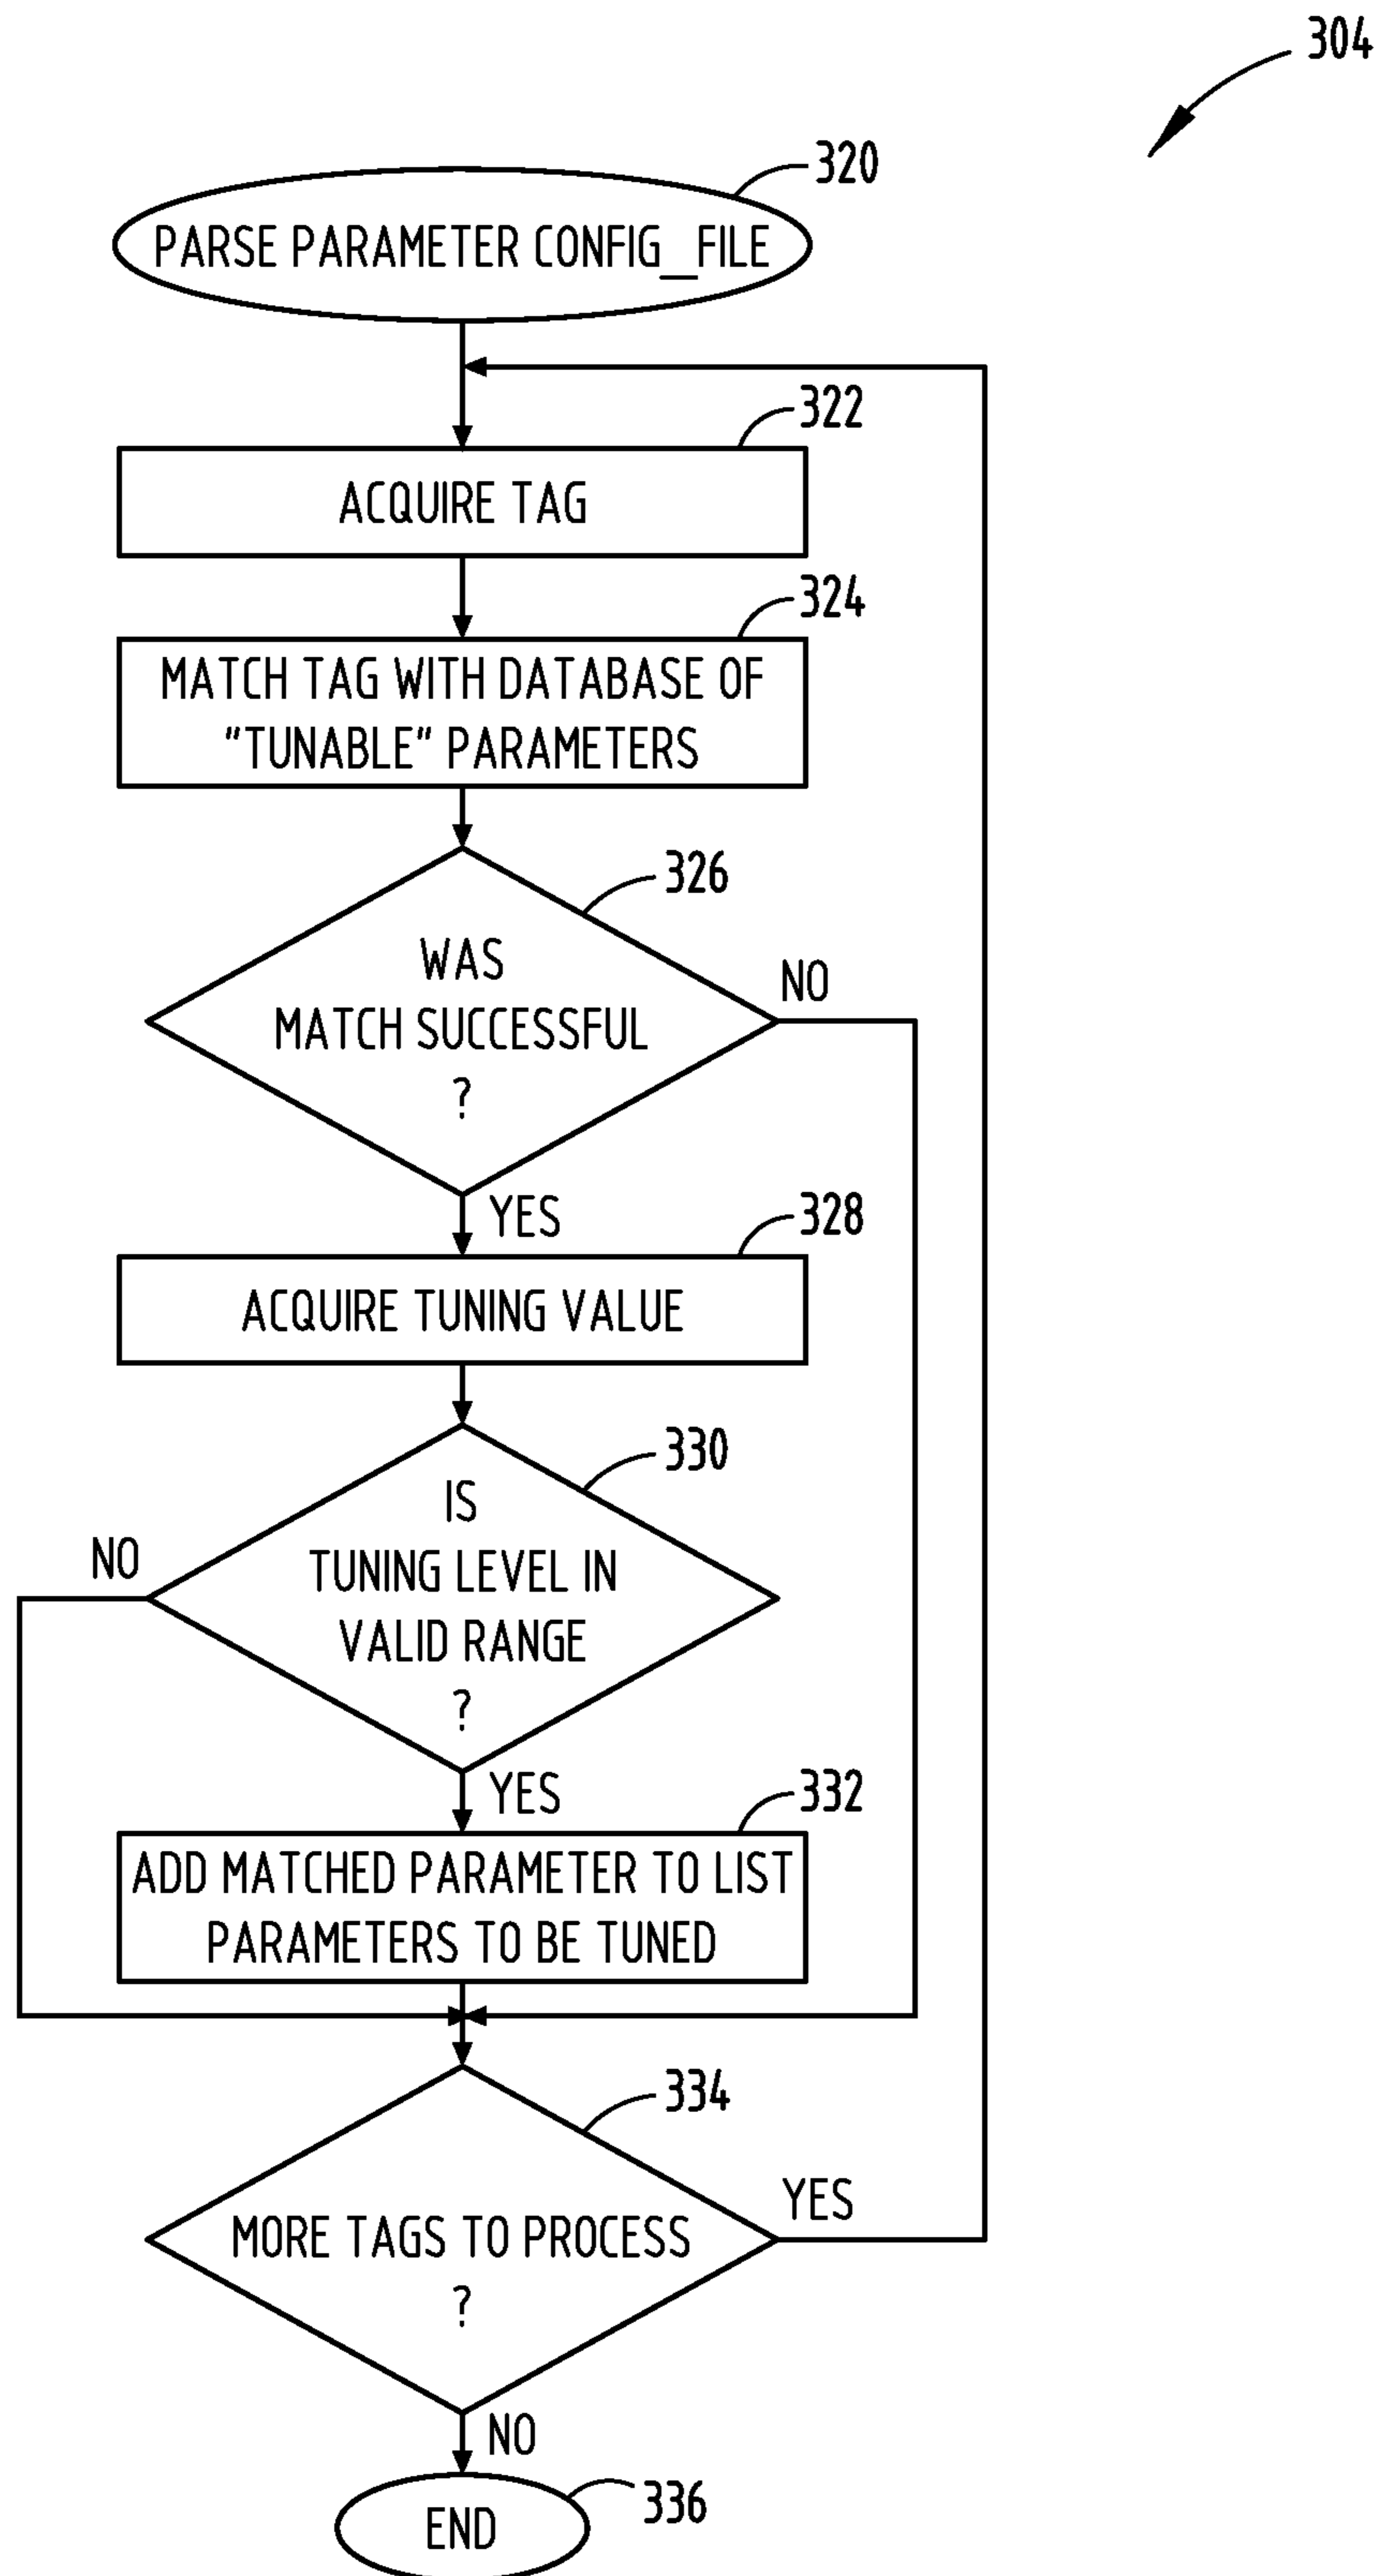 304
320
PARSE PARAMETER CONFIG_FILE
322
ACQUIRE TAG
324
MATCH TAG WITH DATABASE OF
"TUNABLE" PARAMETERS
326
WAS
MATCH SUCCESSFUL
?
NO
YES
328
ACQUIRE TUNING VALUE
330
IS
TUNING LEVEL IN
VALID RANGE
?
NO
YES
332
ADD MATCHED PARAMETER TO LIST
PARAMETERS TO BE TUNED
334
MORE TAGS TO PROCESS
?
YES
NO
336
END